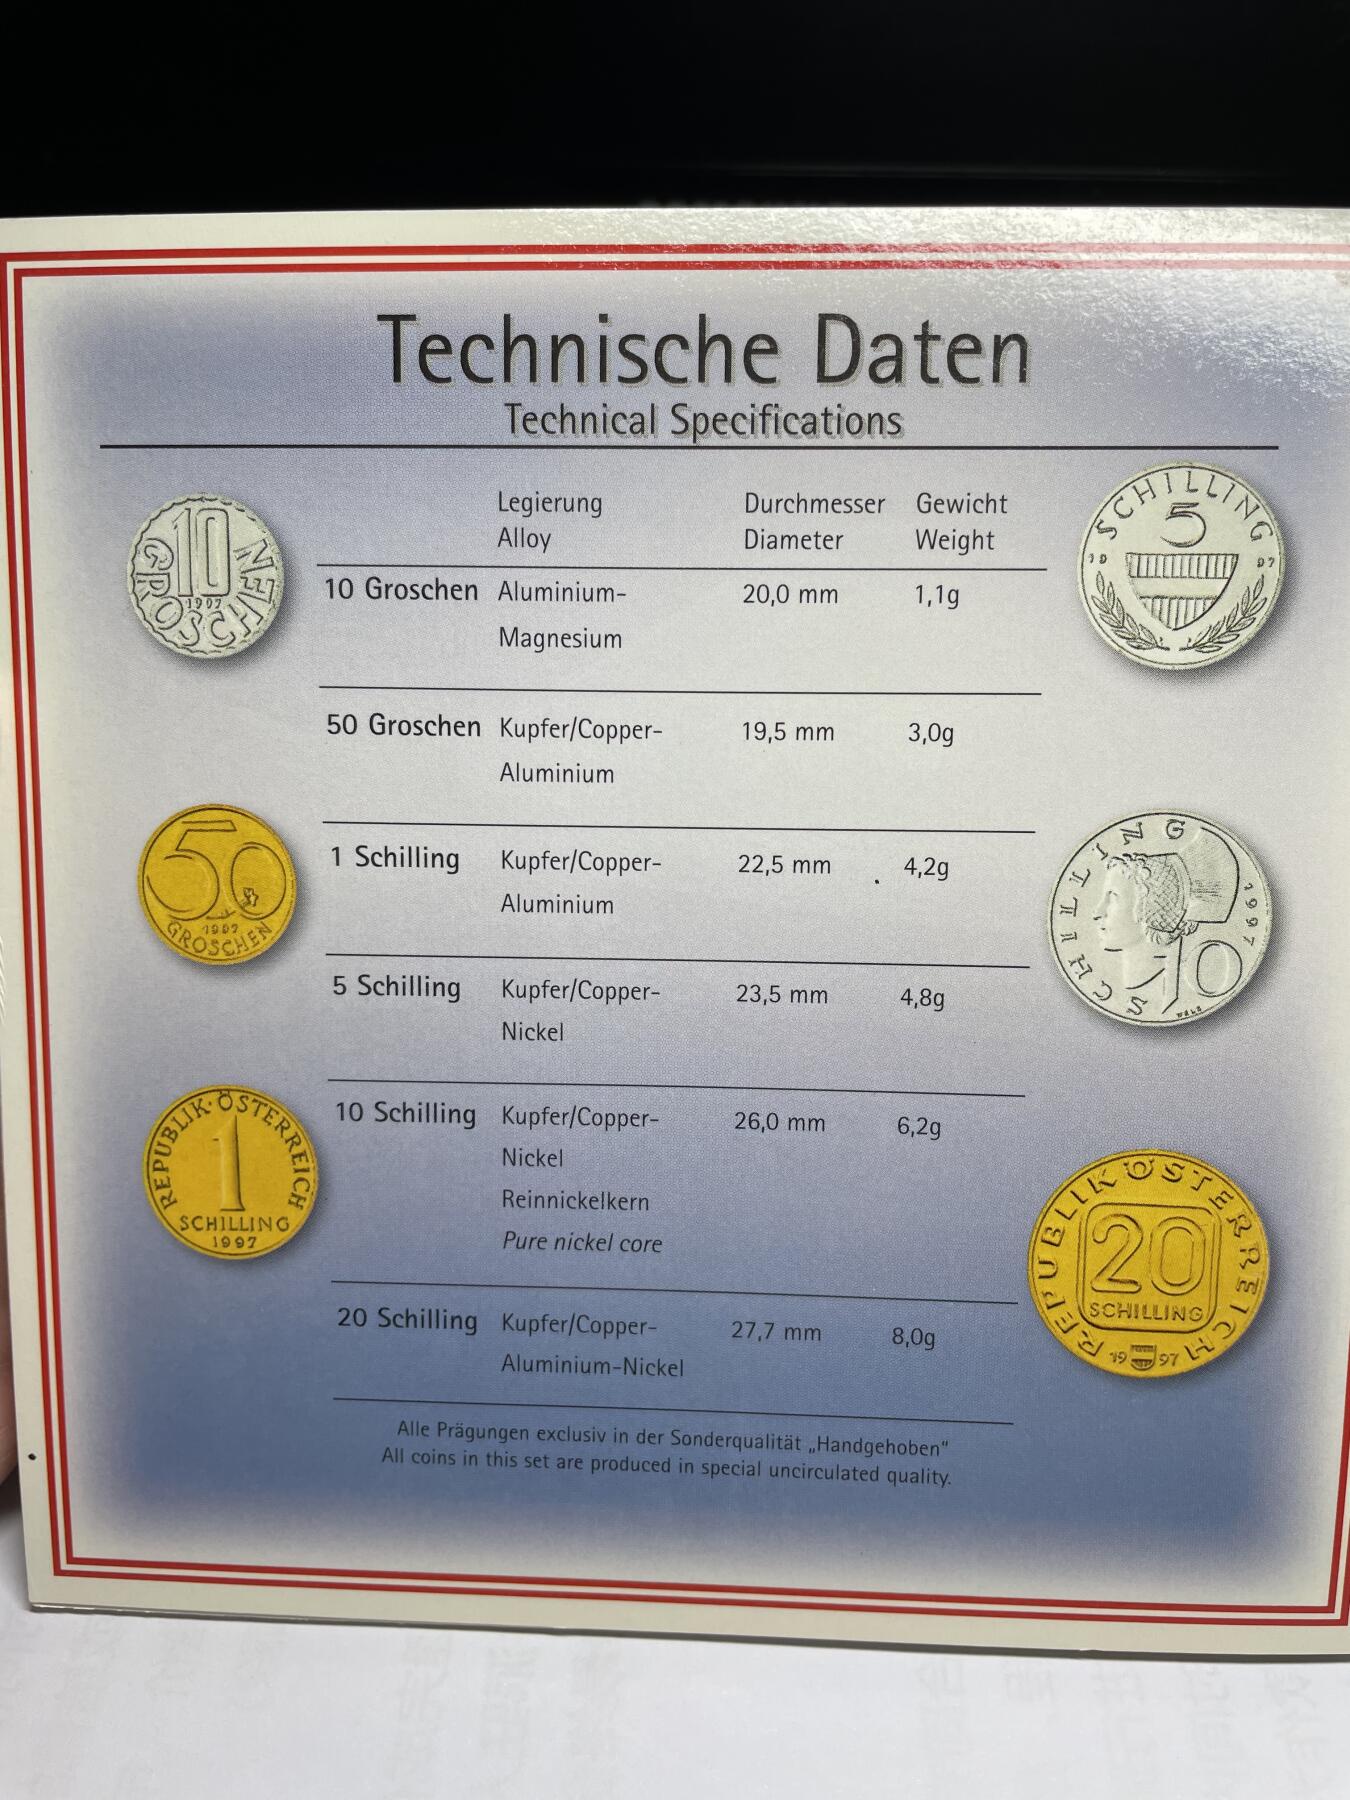 Technische Daten
Technical Specifications
Legierung Durchmesser Gewicht
Alloy Diameter Weight
10 Groschen Aluminium- 20,0 mm 1,1g
Magnesium
50 Groschen Kupfer/Copper- 19,5 mm 3,0g
Aluminium
1 Schilling Kupfer/Copper- 22,5 mm 4,2g
Aluminium
5 Schilling Kupfer/Copper- 23,5 mm 4,8g
Nickel
10 Schilling Kupfer/Copper- 26,0 mm 6,2g
Nickel
Reinnickelkern
Pure nickel core
20 Schilling Kupfer/Copper- 27,7 mm 8,0g
Aluminium-Nickel
Alle Prägungen exclusiv in der Sonderqualität „Handgehoben“
All coins in this set are produced in special uncirculated quality.
10
1997
GROSCHEN
50
1997
GROSCHEN
REPUBLIK·ÖSTERREICH
1
SCHILLING
1997
SCHILLING
5
19 97
SCHILLING
1997
10
REPUBLIK ÖSTERREICH
20
SCHILLING
19 97